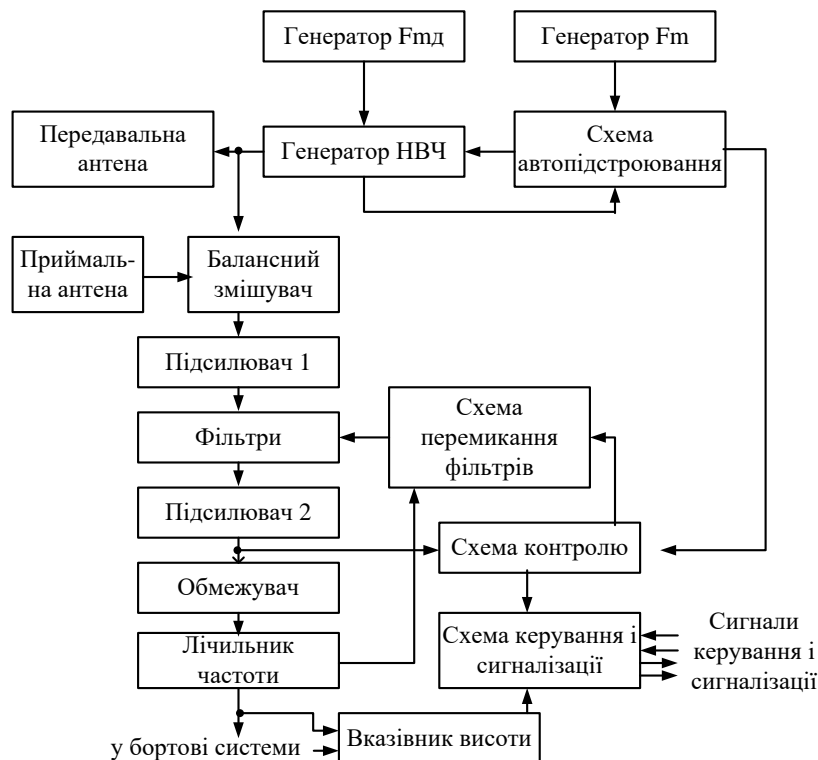 Генератор Fmд
Генератор Fm
Передавальна
антена
Генератор НВЧ
Схема
автопідстроювання
Приймаль-
на антена
Балансний
змішувач
Підсилювач 1
Фільтри
Схема
перемикання
фільтрів
Підсилювач 2
Схема контролю
Обмежувач
Лічильник
частоти
Схема керування і
сигналізації
Сигнали
керування і
сигналізації
у бортові системи
Вказівник висоти